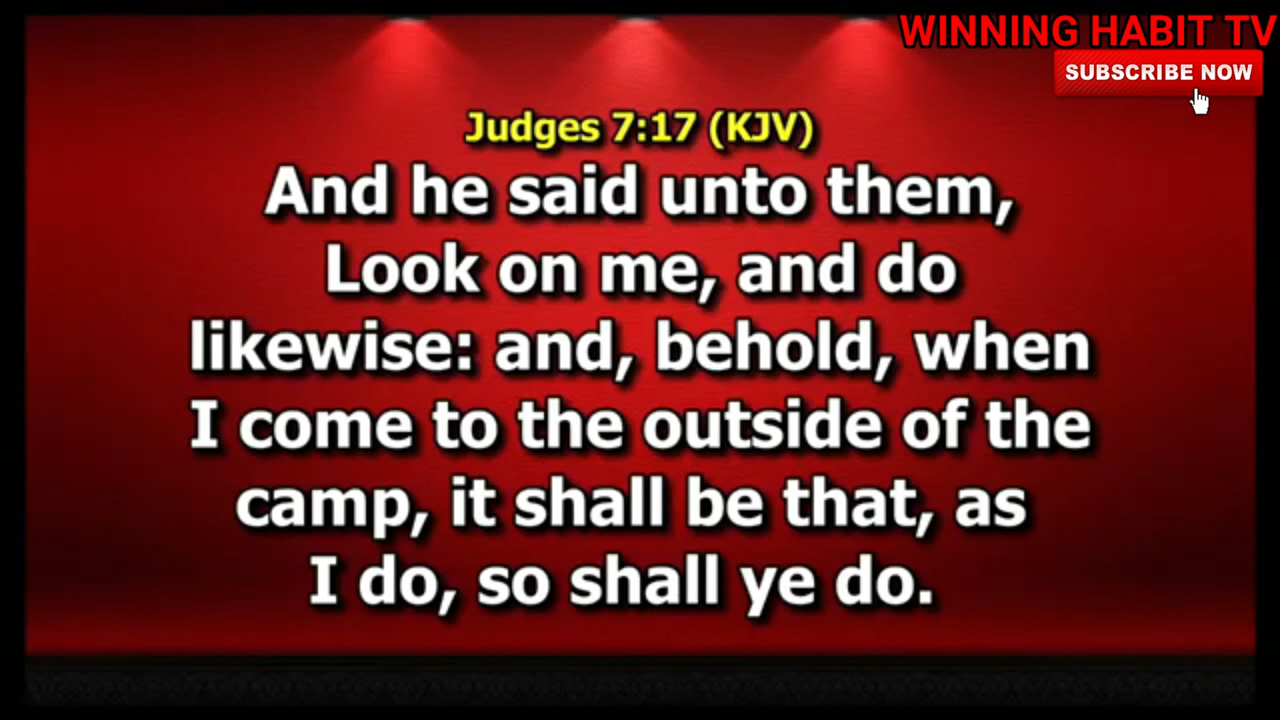 WINNING HABIT TV
SUBSCRIBE NOW
Judges 7:17 (KJV)
And he said unto them,
Look on me, and do
likewise: and, behold, when
I come to the outside of the
camp, it shall be that, as
I do, so shall ye do.